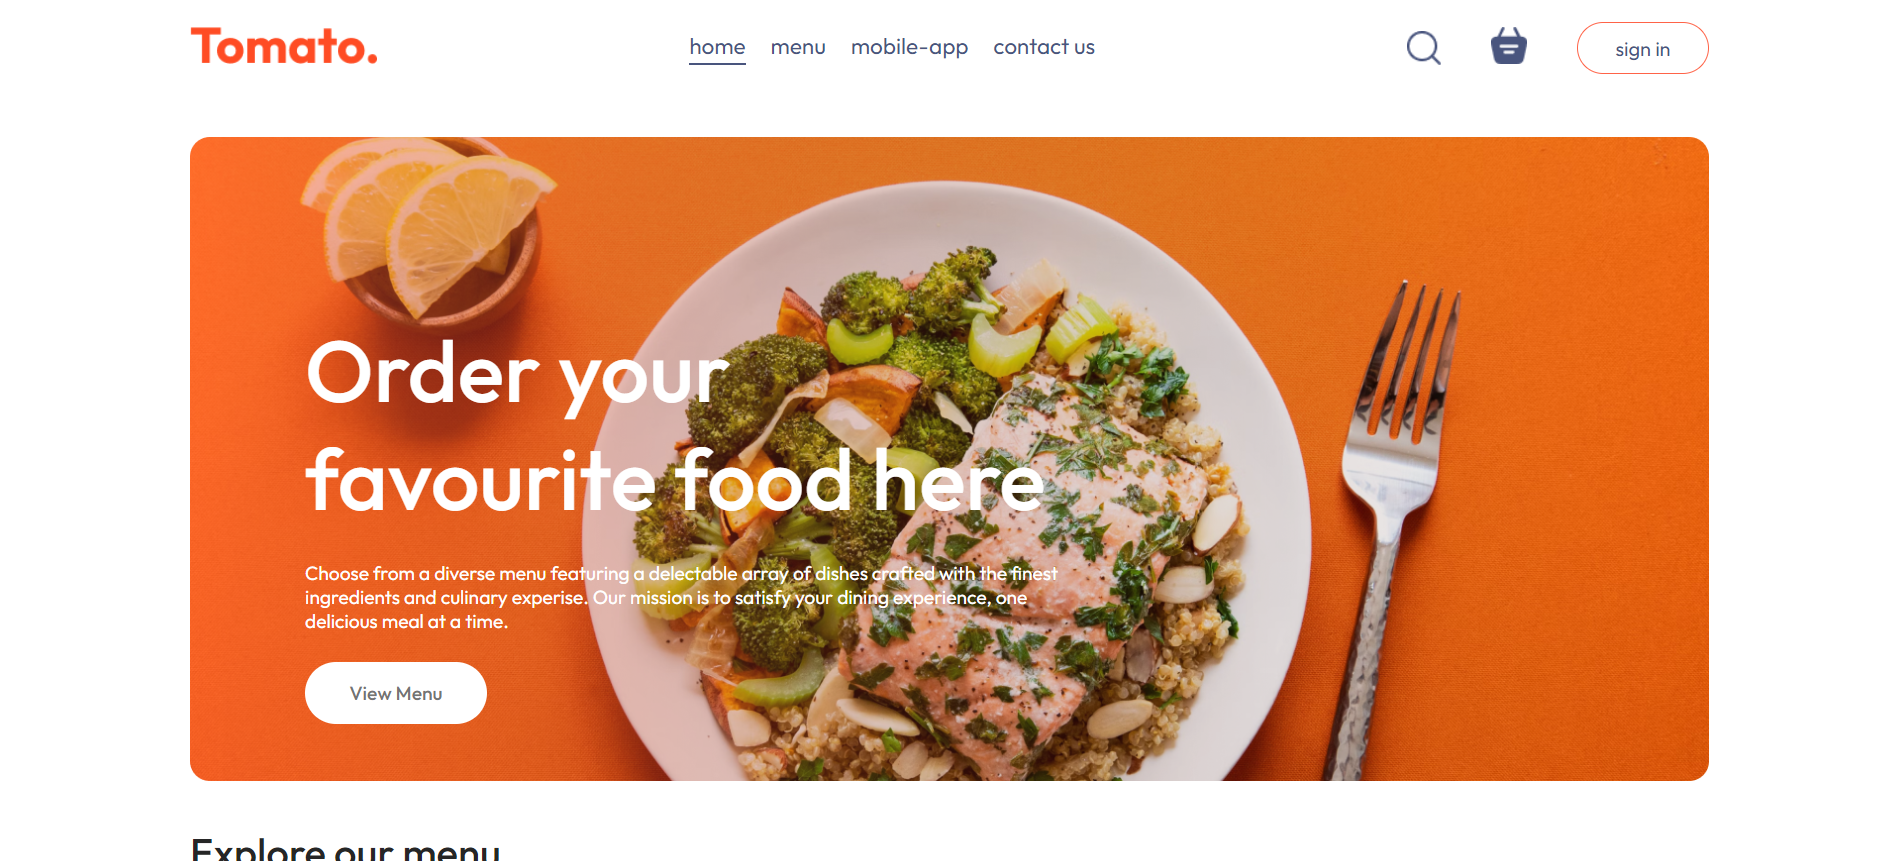 Tomato.
home menu mobile-app contact us
sign in
Order your
favourite food here
Choose from a diverse menu featuring a delectable array of dishes crafted with the finest
ingredients and culinary experise. Our mission is to satisfy your dining experience, one
delicious meal at a time.
View Menu
Explore our menu